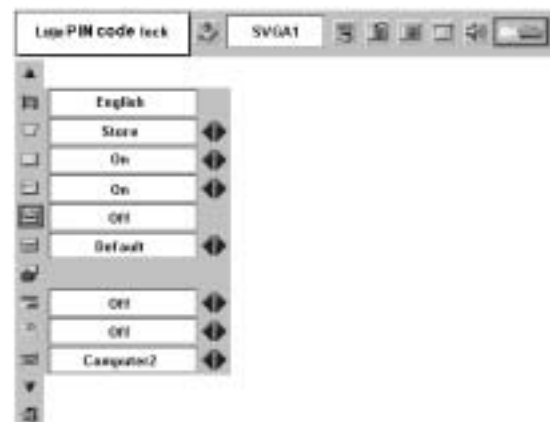 Logo PIN code lock
SVGA1
English
Store
On
On
Off
Default
Off
Off
Computer2